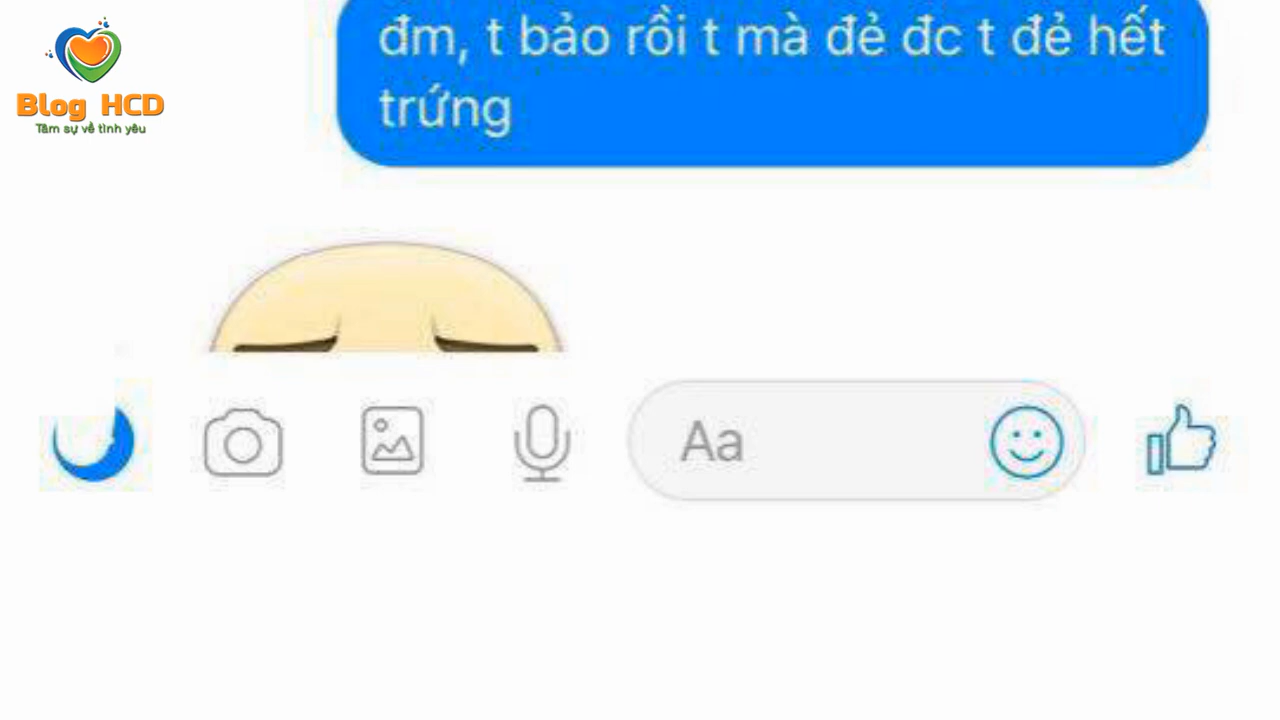 đm, t bảo rồi t mà đẻ đc t đẻ hết
trứng
Blog HCD
Tâm sự về tình yêu
Aa